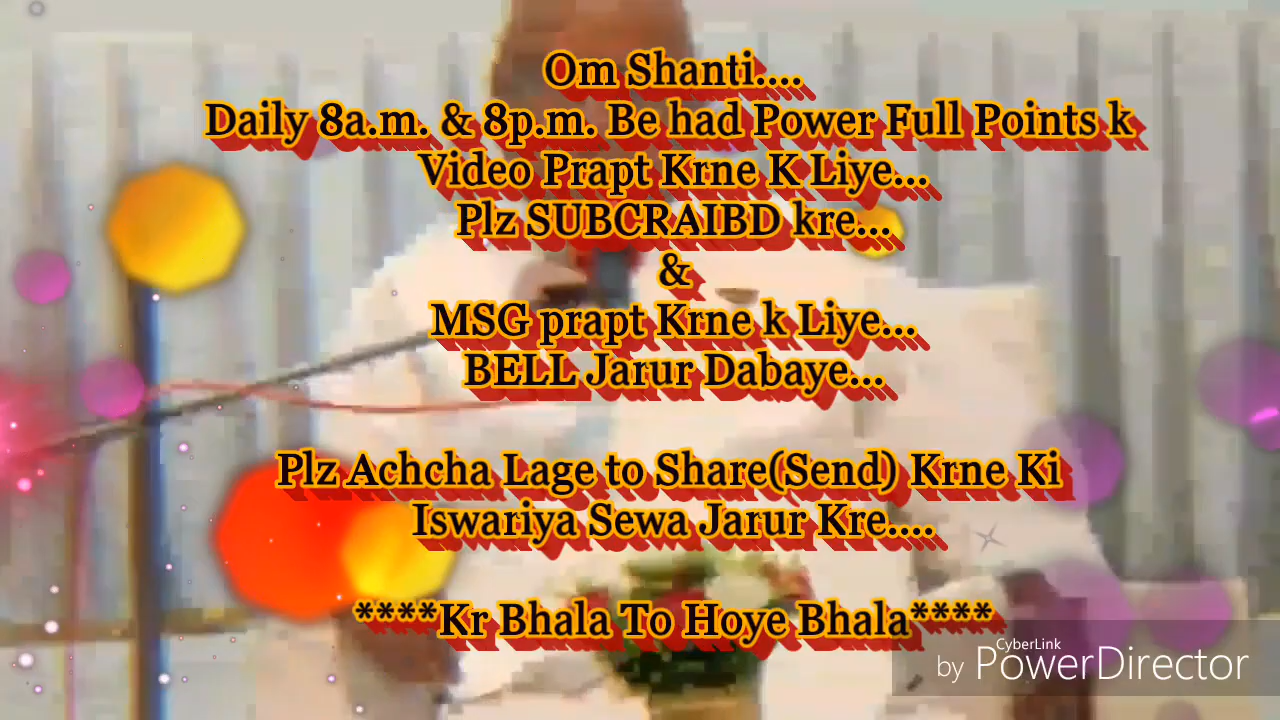 Om Shanti....
Daily 8a.m. & 8p.m. Be had Power Full Points k
Video Prapt Krne K Liye...
Plz SUBCRAIBD kre...
&
MSG prapt Krne k Liye...
BELL Jarur Dabaye...
Plz Achcha Lage to Share(Send) Krne Ki
Iswariya Sewa Jarur Kre....
****Kr Bhala To Hoye Bhala****
CyberLink
by PowerDirector